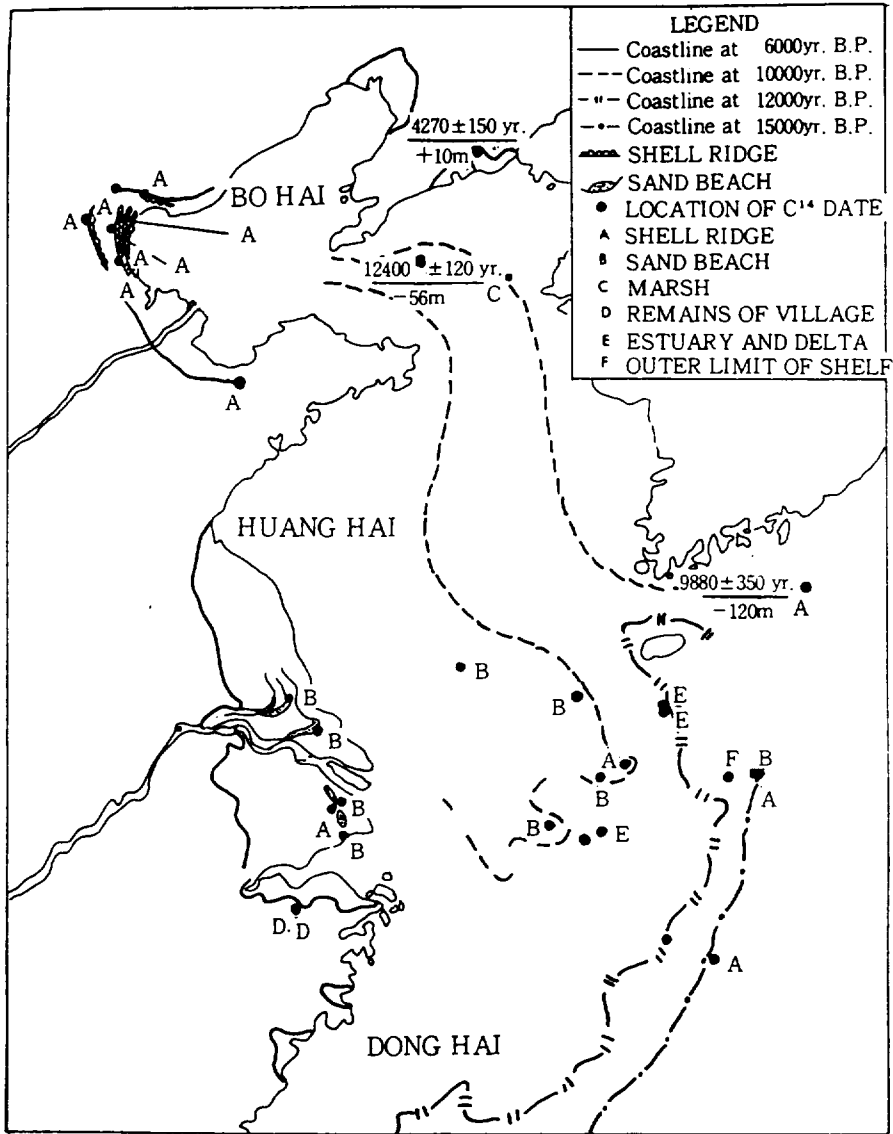 LEGEND
Coastline at 6000yr. B.P.
Coastline at 10000yr. B.P.
Coastline at 12000yr. B.P.
Coastline at 15000yr. B.P.
SHELL RIDGE
SAND BEACH
LOCATION OF C¹⁴ DATE
A SHELL RIDGE
B SAND BEACH
C MARSH
D REMAINS OF VILLAGE
E ESTUARY AND DELTA
F OUTER LIMIT OF SHELF
4270±150 yr.
+10m
A
BO HAI
A
A
A
A
A
A
12400 ±120 yr.
-56m
C
A
HUANG HAI
9880±350 yr.
-120m
A
B
B
B
E
E
B
A
B
F
B
A
B
A
B
B
E
D. D
A
DONG HAI